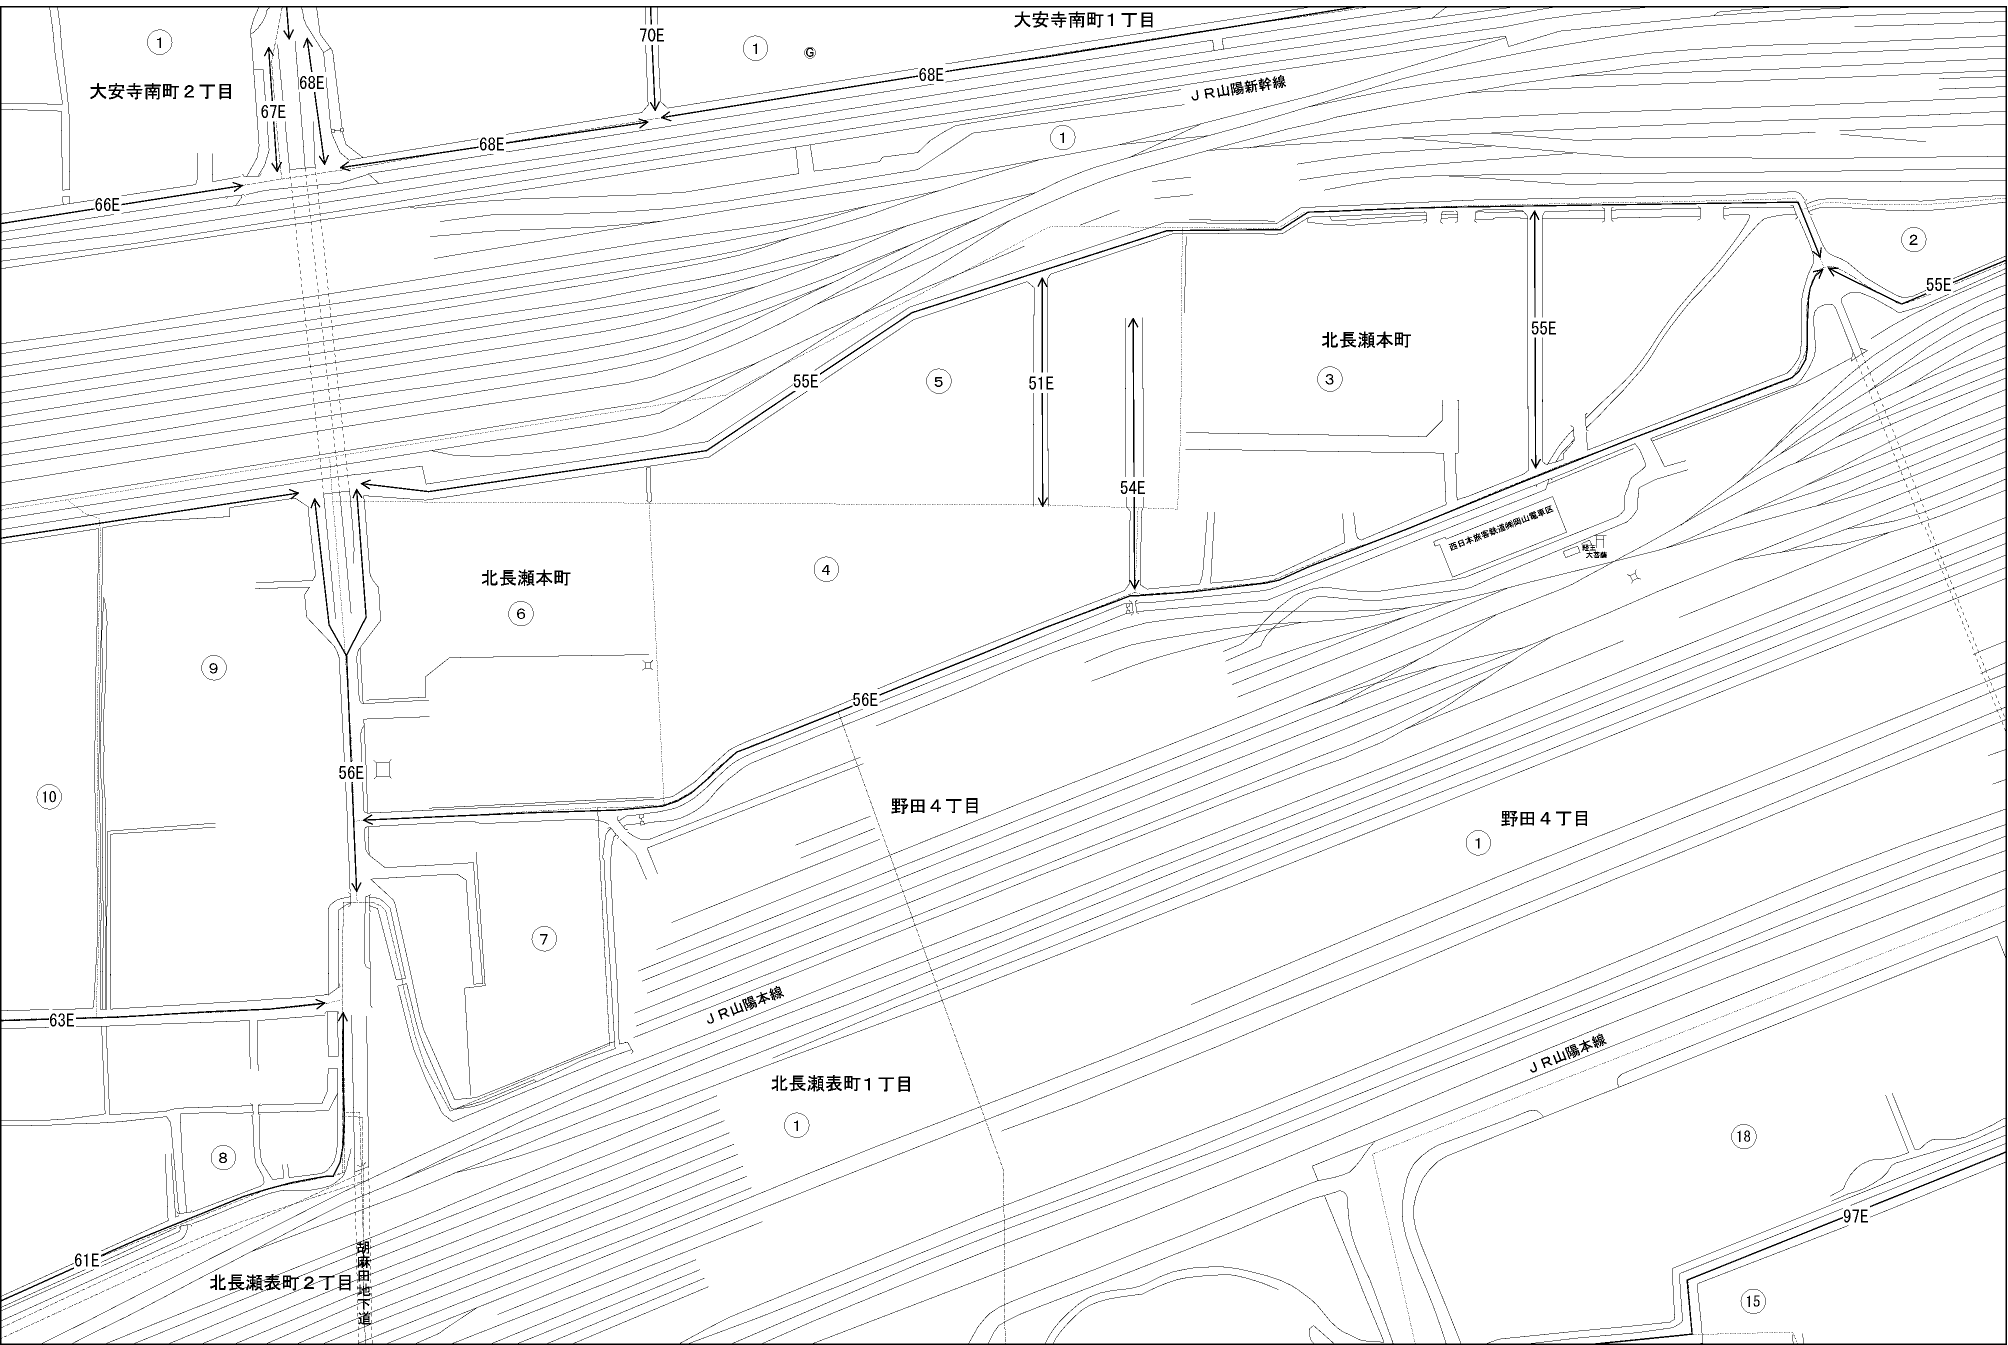 大安寺南町1丁目
70E
①
①
G
68E
68E
大安寺南町2丁目
67E
JR山陽新幹線
①
68E
66E
②
55E
55E
北長瀬本町
③
55E
⑤
51E
54E
西日本旅客鉄道㈱岡山電車区
北長瀬本町
④
⑥
⑨
56E
56E
⑩
野田4丁目
野田4丁目
①
⑦
JR山陽本線
63E
JR山陽本線
北長瀬表町1丁目
①
⑱
⑧
97E
61E
北長瀬表町2丁目
胡麻田地下道
⑮